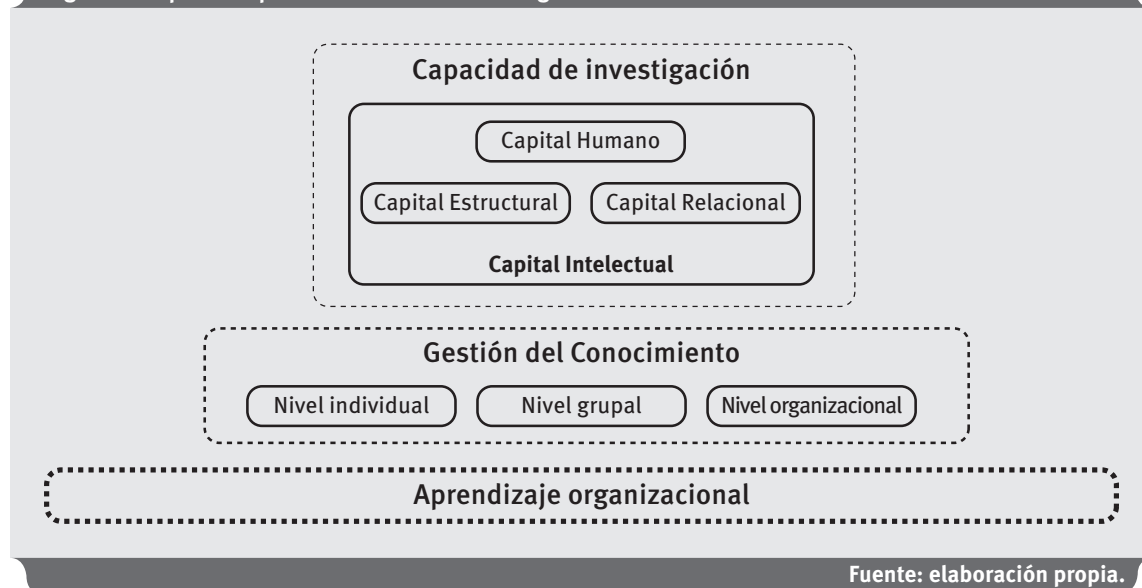 Capacidad de investigación
Capital Humano
Capital Estructural Capital Relacional
Capital Intelectual
Gestión del Conocimiento
Nivel individual Nivel grupal Nivel organizacional
Aprendizaje organizacional
Fuente: elaboración propia.